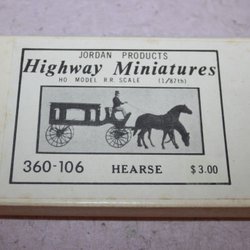 JORDAN PRODUCTS
Highway Miniatures
HO MODEL R.R. SCALE (1/87th)
360-106 HEARSE $3.00